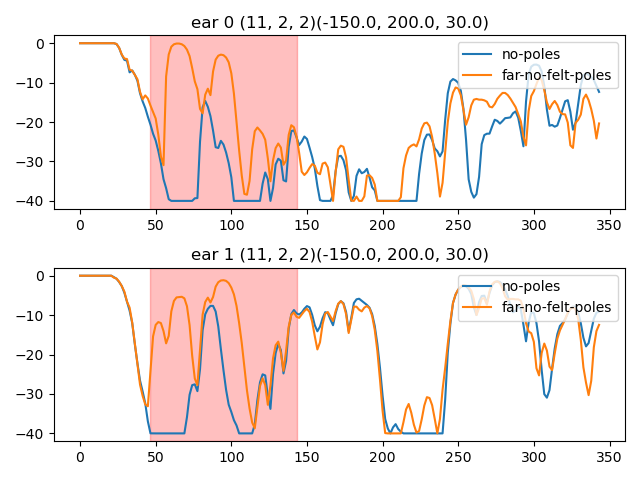 ear 0 (11, 2, 2)(-150.0, 200.0, 30.0)
0
−10
−20
−30
−40
no-poles
far-no-felt-poles
0 50 100 150 200 250 300 350
ear 1 (11, 2, 2)(-150.0, 200.0, 30.0)
0
−10
−20
−30
−40
no-poles
far-no-felt-poles
0 50 100 150 200 250 300 350